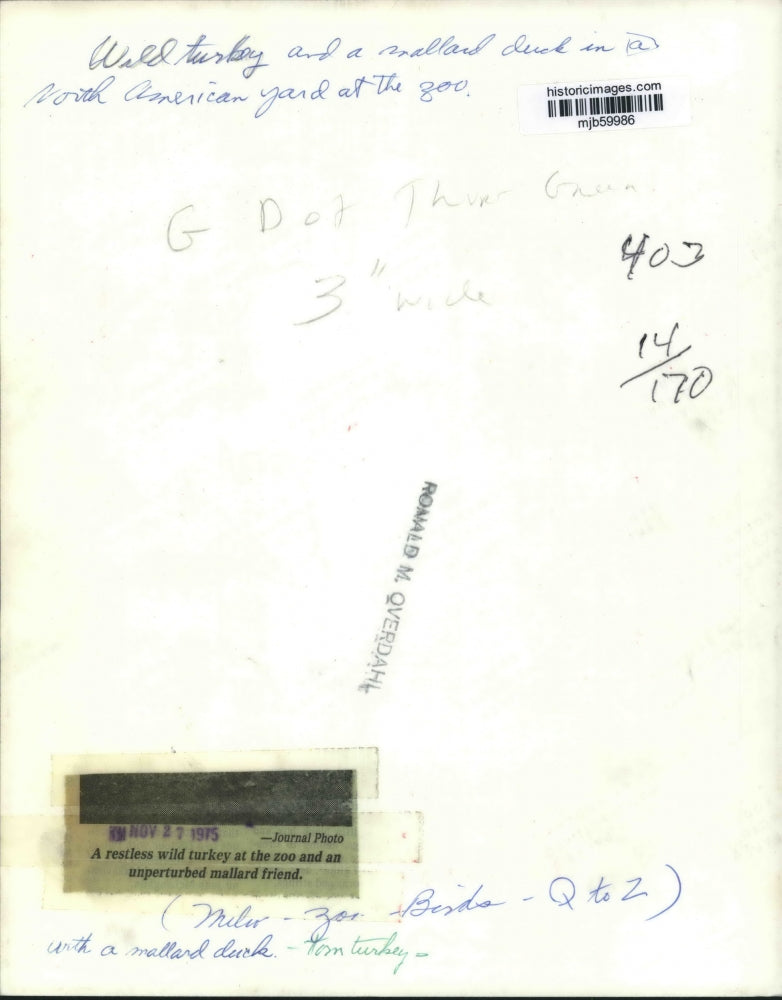 Wild turkey and a mallard duck in a
North American yard at the zoo.
historicimages.com
mjb59986
G Dot Thur Green
3" wide
403
14/170
RONALD M. OVERDAHL
NOV 27 1975
—Journal Photo
A restless wild turkey at the zoo and an
unperturbed mallard friend.
(Milw - Zoo - Birds - Q to Z)
with a mallard duck. - Tom turkey -